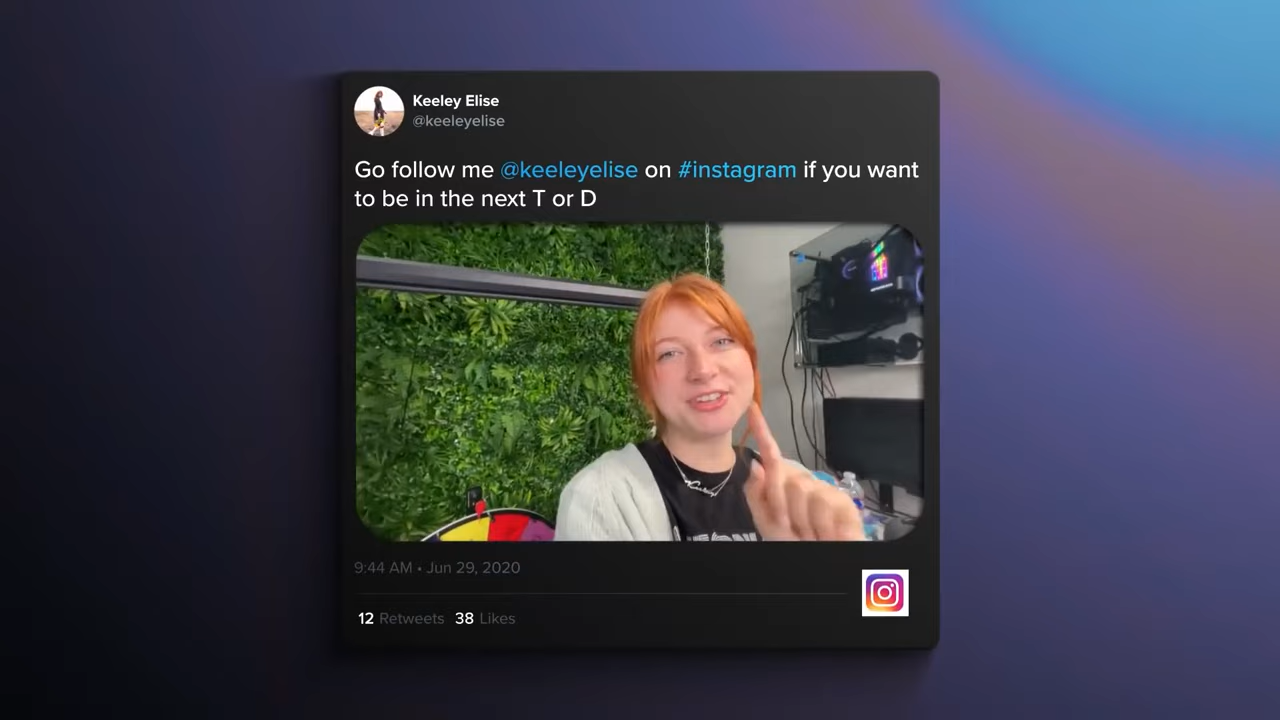 Keeley Elise
@keeleyelise
Go follow me @keeleyelise on #instagram if you want
to be in the next T or D
9:44 AM • Jun 29, 2020
12 Retweets 38 Likes